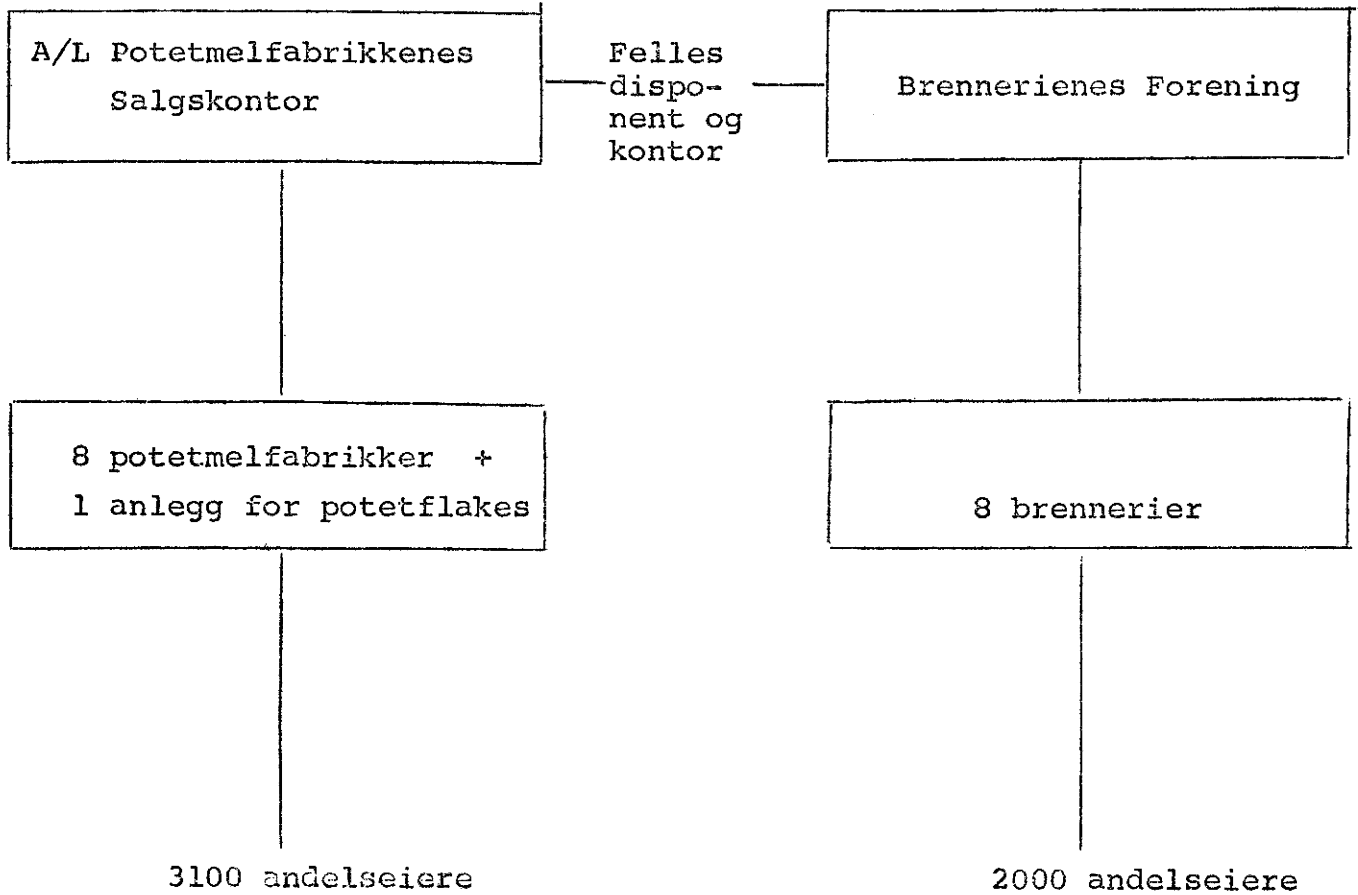 A/L Potetmelfabrikkenes
Salgskontor
Felles
dispo-
nent og
kontor
Brennerienes Forening
8 potetmelfabrikker +
1 anlegg for potetflakes
8 brennerier
3100 andelseiere
2000 andelseiere